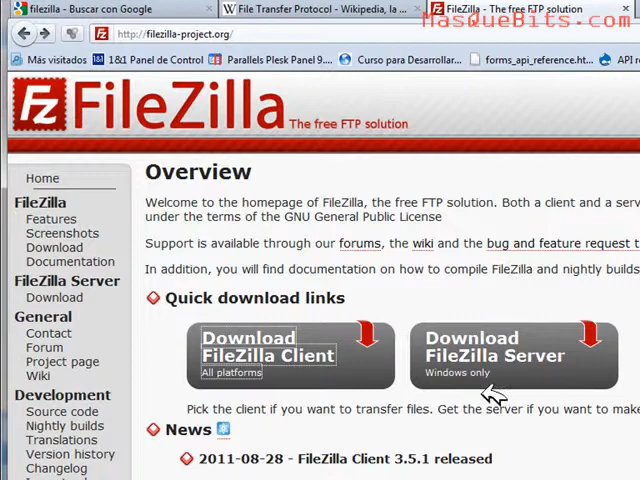 filezilla - Buscar con Google
File Transfer Protocol - Wikipedia, la ...
FileZilla - The free FTP solution
MasQueBits.com
http://filezilla-project.org/
Más visitados
1&1 Panel de Control
Parallels Plesk Panel 9....
Curso para Desarrollar...
forms_api_reference.ht...
API r
Fz FileZilla The free FTP solution
Home
FileZilla
Features
Screenshots
Download
Documentation
FileZilla Server
Download
General
Contact
Forum
Project page
Wiki
Development
Source code
Nightly builds
Translations
Version history
Changelog
Overview
Welcome to the homepage of FileZilla, the free FTP solution. Both a client and a serv
under the terms of the GNU General Public License
Support is available through our forums, the wiki and the bug and feature request t
In addition, you will find documentation on how to compile FileZilla and nightly builds
Quick download links
Download
FileZilla Client
All platforms
Download
FileZilla Server
Windows only
Pick the client if you want to transfer files. Get the server if you want to make
News
2011-08-28 - FileZilla Client 3.5.1 released